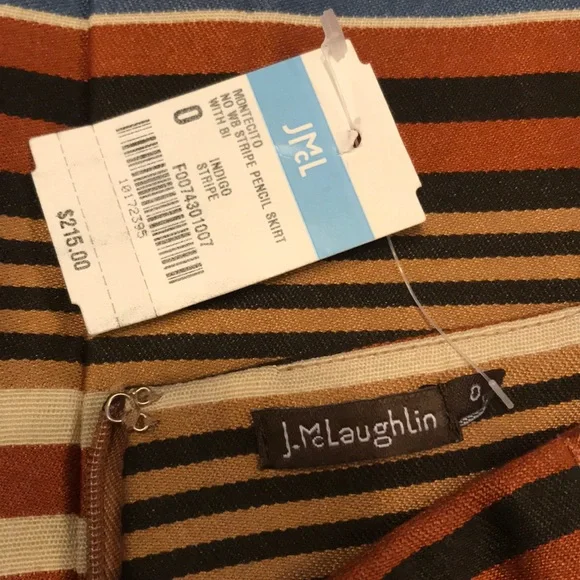 JMcL
MONTECITO
NO WB STRIPE PENCIL SKIRT
WITH BI
0
INDIGO
STRIPE
F0074301007
10172395
$215.00
J.McLaughlin
0